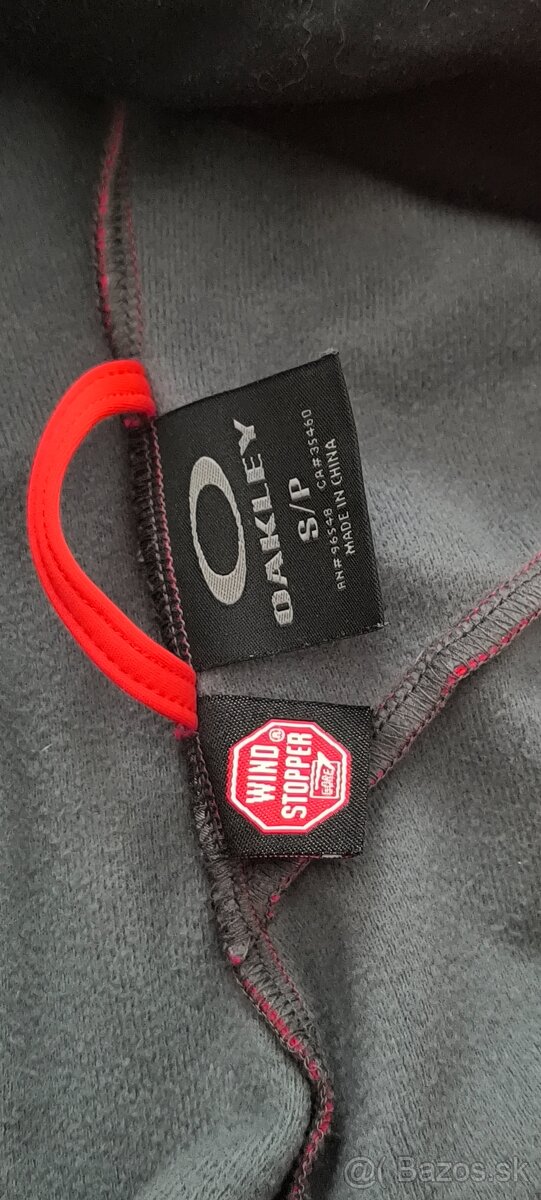 OAKLEY
S/P
RN#96548 CA#35460
MADE IN CHINA
WIND®
STOPPER
GORE
@( Bazos.sk